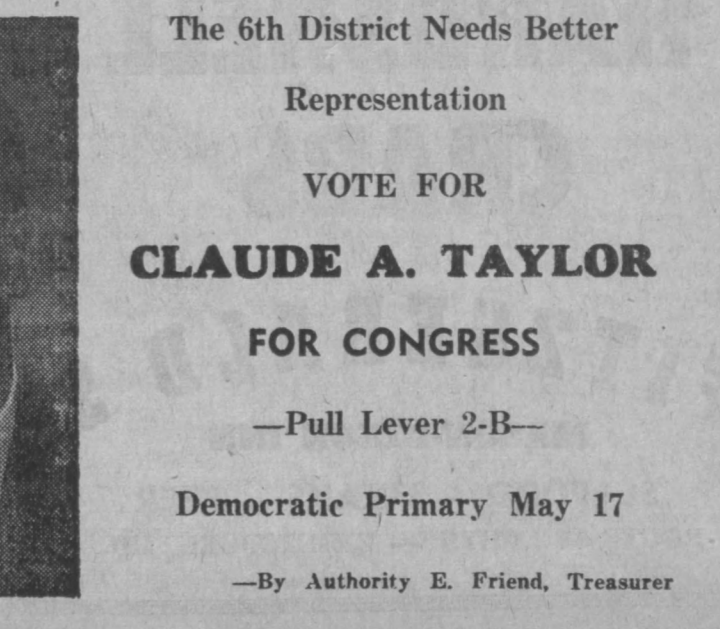 The 6th District Needs Better
Representation
VOTE FOR
CLAUDE A. TAYLOR
FOR CONGRESS
—Pull Lever 2-B—
Democratic Primary May 17
—By Authority E. Friend, Treasurer